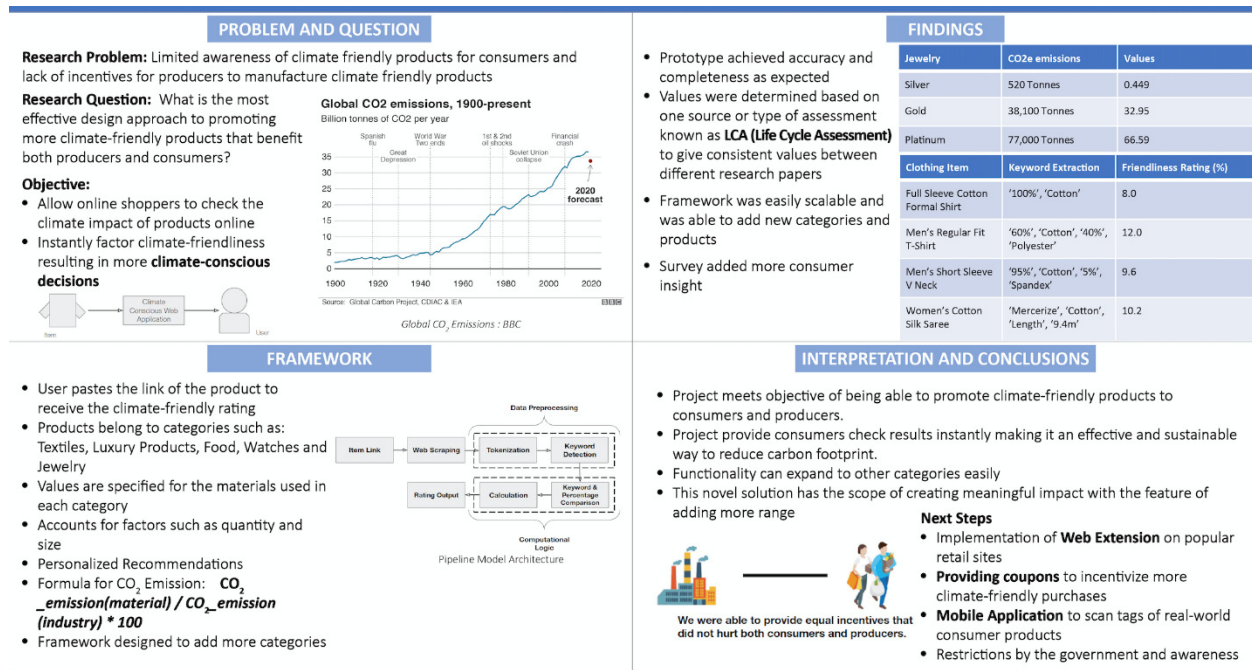 PROBLEM AND QUESTION
Research Problem: Limited awareness of climate friendly products for consumers and
lack of incentives for producers to manufacture climate friendly products
Research Question: What is the most
effective design approach to promoting
more climate-friendly products that benefit
both producers and consumers?
Objective:
• Allow online shoppers to check the
climate impact of products online
• Instantly factor climate-friendliness
resulting in more climate-conscious
decisions
Item
Climate
Conscious Web
Application
User
Global CO2 emissions, 1900-present
Billion tonnes of CO2 per year
Spanish
flu
Great
Depression
World War
Two ends
1st & 2nd
oil shocks
Soviet Union
collapse
Financial
crash
35
30
25
20
15
10
5
0
2020
forecast
1900 1920 1940 1960 1980 2000 2020
Source: Global Carbon Project, CDIAC & IEA
BBC
Global CO2 Emissions : BBC
FINDINGS
• Prototype achieved accuracy and
completeness as expected
• Values were determined based on
one source or type of assessment
known as LCA (Life Cycle Assessment)
to give consistent values between
different research papers
• Framework was easily scalable and
was able to add new categories and
products
• Survey added more consumer
insight
Jewelry CO2e emissions Values
Silver 520 Tonnes 0.449
Gold 38,100 Tonnes 32.95
Platinum 77,000 Tonnes 66.59
Clothing Item Keyword Extraction Friendliness Rating (%)
Full Sleeve Cotton
Formal Shirt
'100%', 'Cotton'
8.0
Men's Regular Fit
T-Shirt
'60%', 'Cotton', '40%',
'Polyester'
12.0
Men's Short Sleeve
V Neck
'95%', 'Cotton', '5%',
'Spandex'
9.6
Women's Cotton
Silk Saree
'Mercerize', 'Cotton',
'Length', '9.4m'
10.2
FRAMEWORK
• User pastes the link of the product to
receive the climate-friendly rating
• Products belong to categories such as:
Textiles, Luxury Products, Food, Watches and
Jewelry
• Values are specified for the materials used in
each category
• Accounts for factors such as quantity and
size
• Personalized Recommendations
• Formula for CO2 Emission: CO2
_emission(material) / CO2_emission
(industry) * 100
• Framework designed to add more categories
Data Preprocessing
Item Link
Web Scraping
Tokenization
Keyword
Detection
Rating Output
Calculation
Keyword &
Percentage
Comparison
Computational
Logic
Pipeline Model Architecture
INTERPRETATION AND CONCLUSIONS
• Project meets objective of being able to promote climate-friendly products to
consumers and producers.
• Project provide consumers check results instantly making it an effective and sustainable
way to reduce carbon footprint.
• Functionality can expand to other categories easily
• This novel solution has the scope of creating meaningful impact with the feature of
adding more range
We were able to provide equal incentives that
did not hurt both consumers and producers.
Next Steps
• Implementation of Web Extension on popular
retail sites
• Providing coupons to incentivize more
climate-friendly purchases
• Mobile Application to scan tags of real-world
consumer products
• Restrictions by the government and awareness